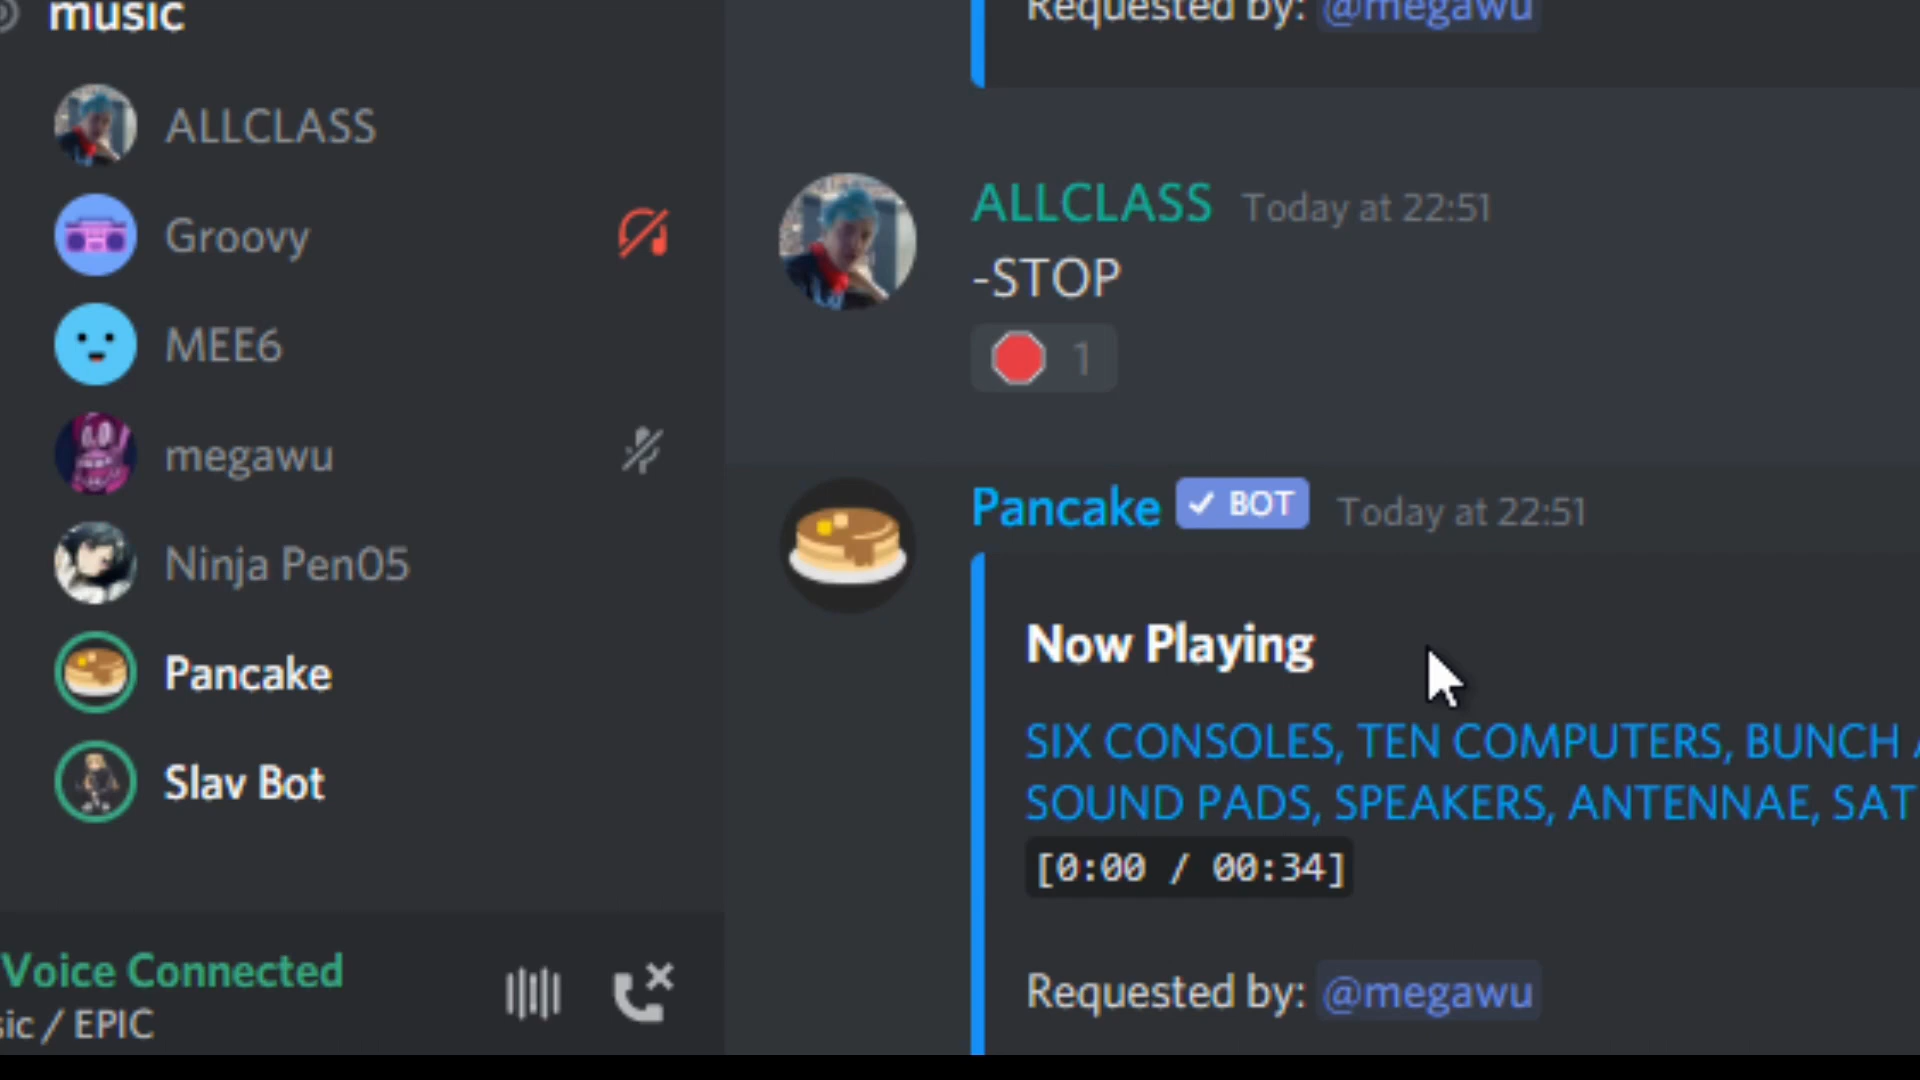 music
ALLCLASS
Groovy
MEE6
megawu
Ninja Pen05
Pancake
Slav Bot
Voice Connected
sic / EPIC
Requested by: @megawu
ALLCLASS Today at 22:51
-STOP
1
Pancake ✓ BOT Today at 22:51
Now Playing
SIX CONSOLES, TEN COMPUTERS, BUNCH
SOUND PADS, SPEAKERS, ANTENNAE, SAT
[0:00 / 00:34]
Requested by: @megawu